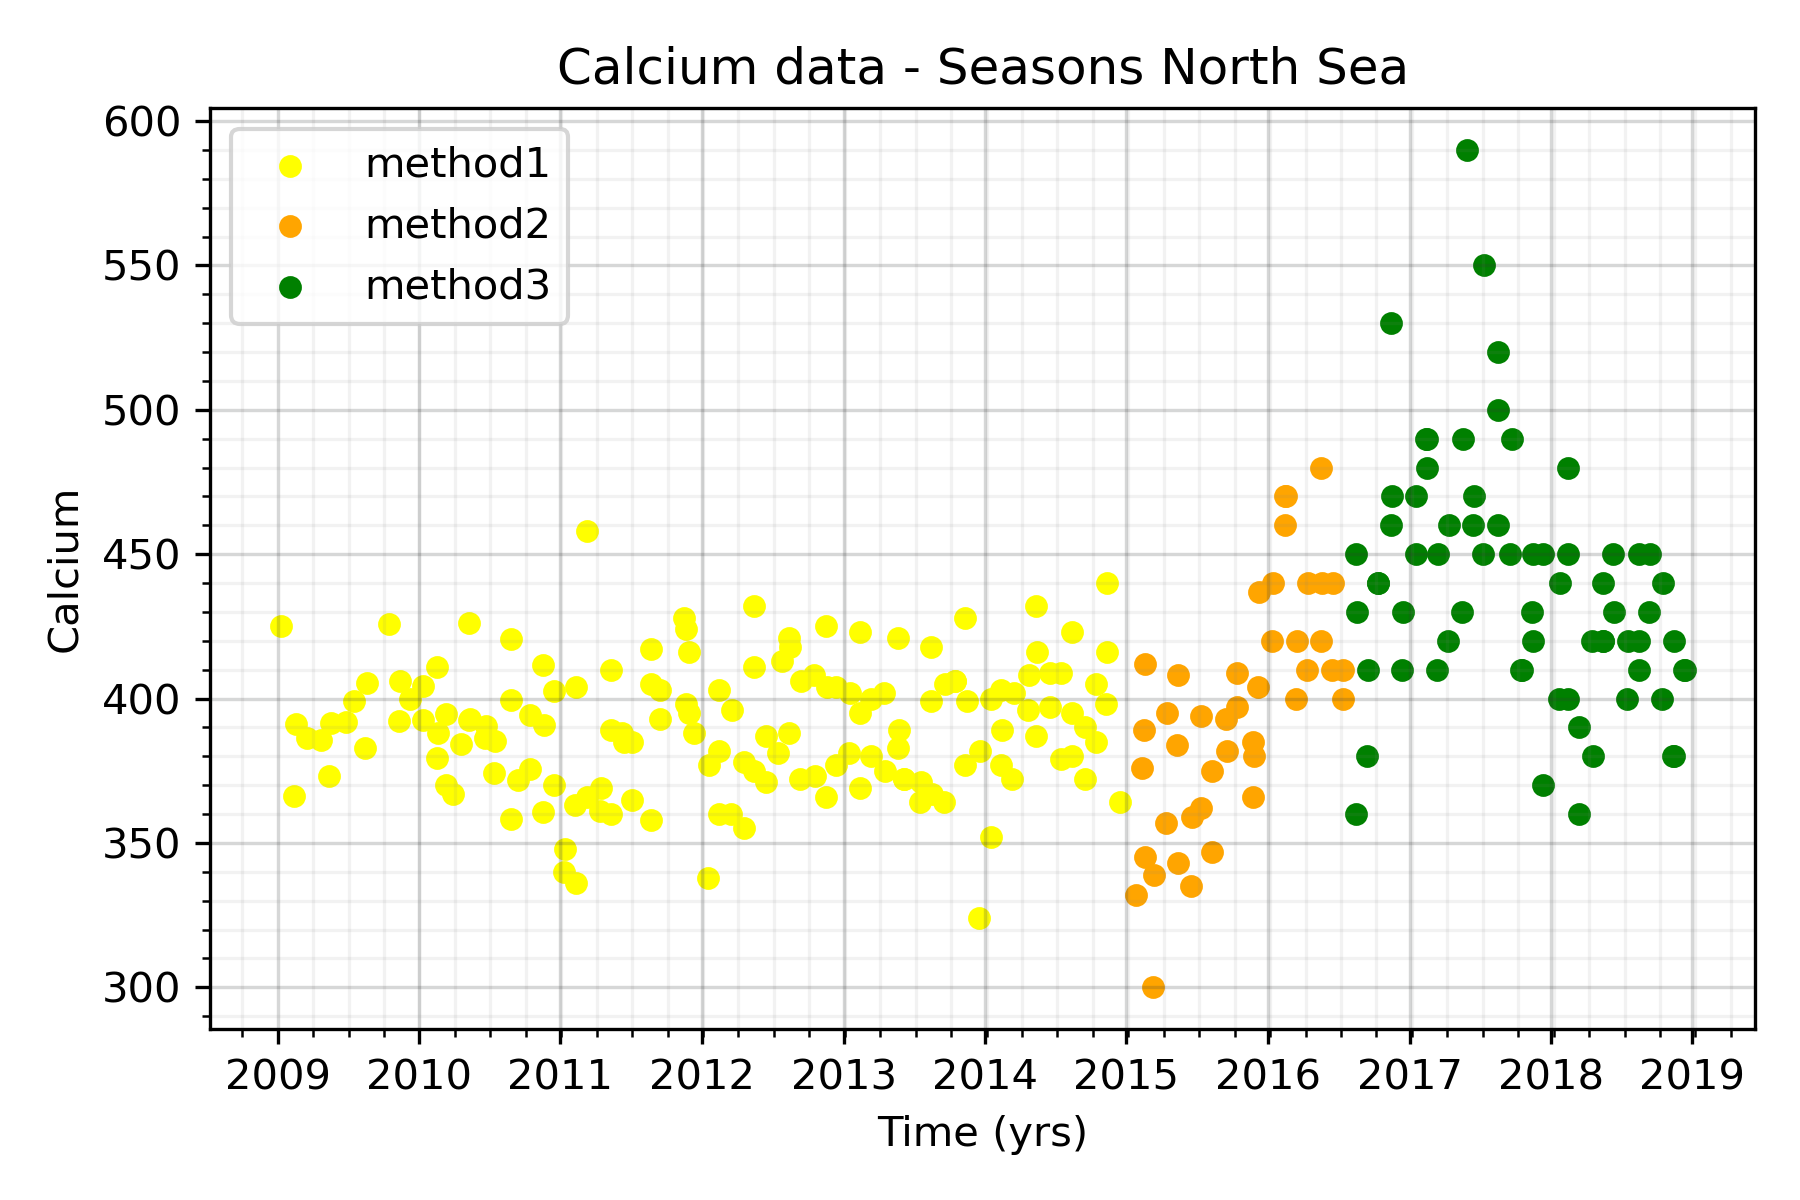 Calcium data - Seasons North Sea
method1
method2
method3
600
550
500
450
400
350
300
Calcium
2009 2010 2011 2012 2013 2014 2015 2016 2017 2018 2019
Time (yrs)